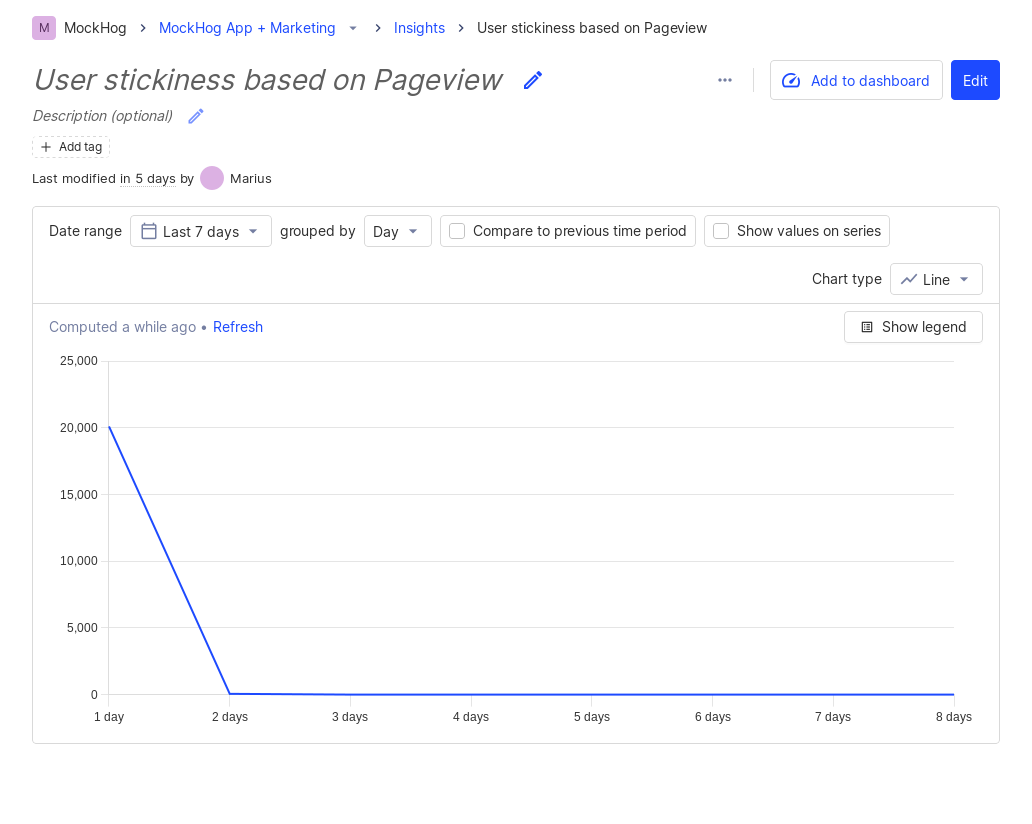 M MockHog MockHog App + Marketing Insights User stickiness based on Pageview
User stickiness based on Pageview
Add to dashboard Edit
Description (optional)
Add tag
Last modified in 5 days by Marius
Date range Last 7 days grouped by Day Compare to previous time period Show values on series
Chart type Line
Computed a while ago • Refresh Show legend
25,000
20,000
15,000
10,000
5,000
0
1 day 2 days 3 days 4 days 5 days 6 days 7 days 8 days